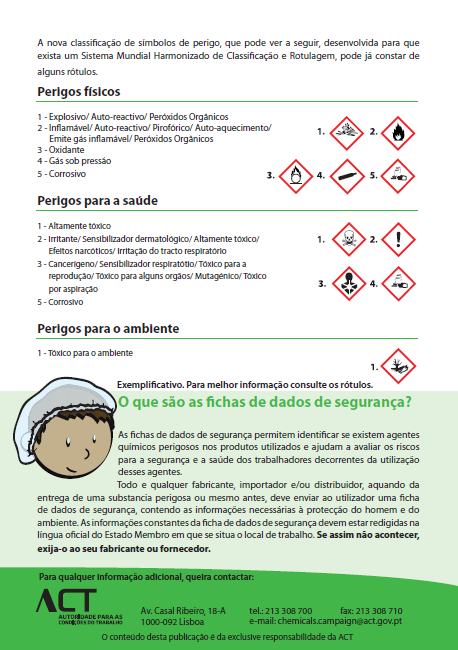 A nova classificação de símbolos de perigo, que pode ver a seguir, desenvolvida para que
exista um Sistema Mundial Harmonizado de Classificação e Rotulagem, pode já constar de
alguns rótulos.
Perigos físicos
1 - Explosivo/ Auto-reactivo/ Peróxidos Orgânicos
2 - Inflamável/ Auto-reactivo/ Pirofórico/ Auto-aquecimento/
Emite gás inflamável/ Peróxidos Orgânicos
3 - Oxidante
4 - Gás sob pressão
5 - Corrosivo
1. 2.
3. 4. 5.
Perigos para a saúde
1 - Altamente tóxico
2 - Irritante/ Sensibilizador dermatológico/ Altamente tóxico/
Efeitos narcóticos/ Irritação do tracto respiratório
3 - Cancerígeno/ Sensibilizador respiratótio/ Tóxico para a
reprodução/ Tóxico para alguns orgãos/ Mutagénico/ Tóxico
por aspiração
5 - Corrosivo
1. 2.
3. 4.
Perigos para o ambiente
1 - Tóxico para o ambiente
1.
Exemplificativo. Para melhor informação consulte os rótulos.
O que são as fichas de dados de segurança?
As fichas de dados de segurança permitem identificar se existem agentes
químicos perigosos nos produtos utilizados e ajudam a avaliar os riscos
para a segurança e a saúde dos trabalhadores decorrentes da utilização
desses agentes.
Todo e qualquer fabricante, importador e/ou distribuidor, aquando da
entrega de uma substancia perigosa ou mesmo antes, deve enviar ao utilizador uma ficha
de dados de segurança, contendo as informações necessárias à protecção do homem e do
ambiente. As informações constantes da ficha de dados de segurança devem estar redigidas na
língua oficial do Estado Membro em que se situa o local de trabalho. Se assim não acontecer,
exija-o ao seu fabricante ou fornecedor.
Para qualquer informação adicional, queira contactar:
ACT
AUTORIDADE PARA AS
CONDIÇÕES DO TRABALHO
Av. Casal Ribeiro, 18-A tel.: 213 308 700 fax: 213 308 710
1000-092 Lisboa e-mail: chemicals.campaign@act.gov.pt
O conteúdo desta publicação é da exclusive responsabilidade da ACT